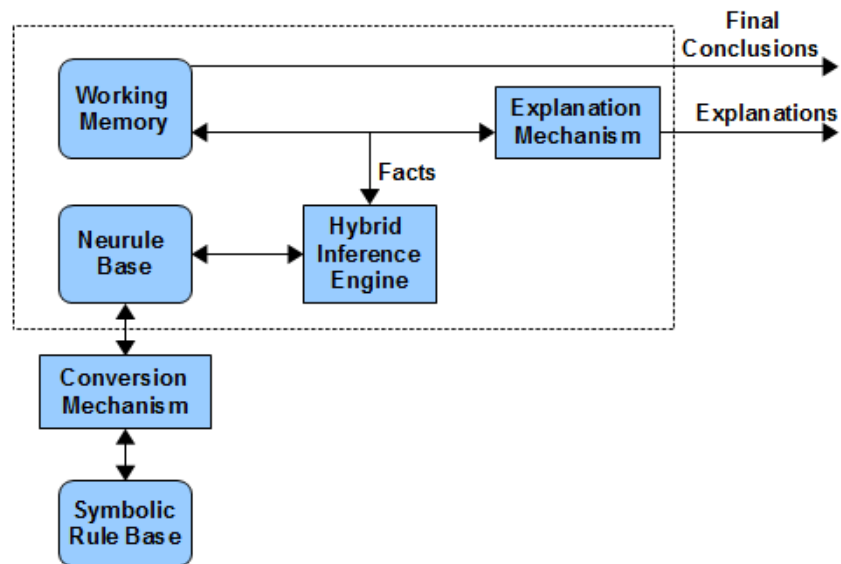 Final
Conclusions
Working
Memory
Explanation
Mechanism
Explanations
Facts
Neurule
Base
Hybrid
Inference
Engine
Conversion
Mechanism
Symbolic
Rule Base